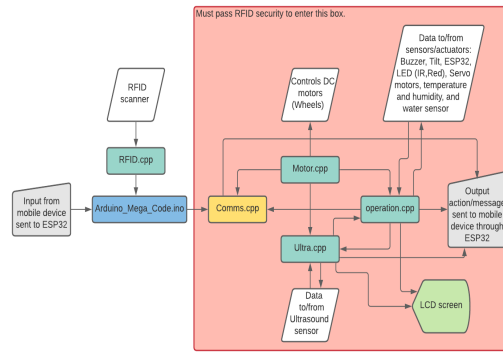 Must pass RFID security to enter this box.
Data to/from
sensors/actuators:
Buzzer, Tilt, ESP32,
LED (IR,Red), Servo
motors, temperature
and humidity, and
water sensor
RFID
scanner
Controls DC
motors
(Wheels)
RFID.cpp
Motor.cpp
Input from
mobile device
sent to ESP32
Arduino_Mega_Code.ino
Comms.cpp
operation.cpp
Output
action/message
sent to mobile
device through
ESP32
Ultra.cpp
Data
to/from
Ultrasound
sensor
LCD screen